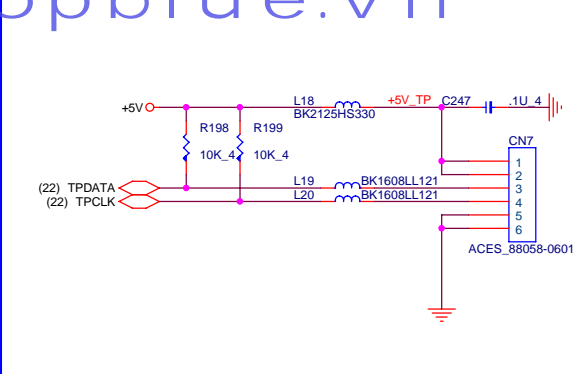 opblue.vn
L18
+5V_TP
C247
.1U_4
+5V
BK2125HS330
R198
R199
CN7
10K_4
10K_4
1
2
(22) TPDATA
L19
BK1608LL121
3
(22) TPCLK
L20
BK1608LL121
4
5
6
ACES_88058-0601